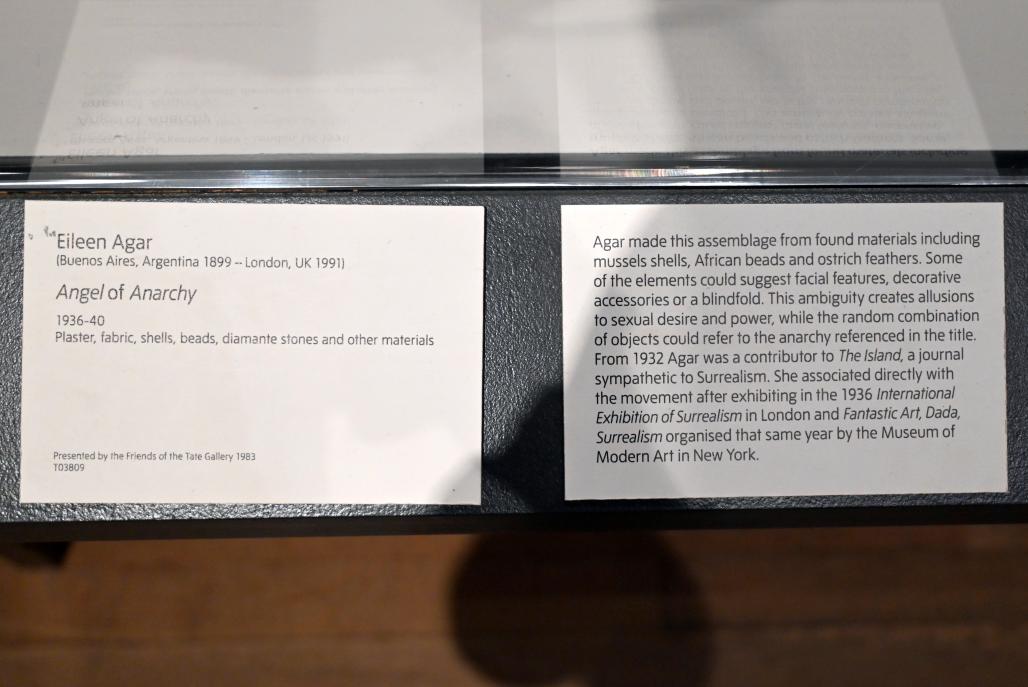 Eileen Agar
(Buenos Aires, Argentina 1899 – London, UK 1991)
Angel of Anarchy
1936-40
Plaster, fabric, shells, beads, diamante stones and other materials
Presented by the Friends of the Tate Gallery 1983
T03809
Agar made this assemblage from found materials including
mussels shells, African beads and ostrich feathers. Some
of the elements could suggest facial features, decorative
accessories or a blindfold. This ambiguity creates allusions
to sexual desire and power, while the random combination
of objects could refer to the anarchy referenced in the title.
From 1932 Agar was a contributor to The Island, a journal
sympathetic to Surrealism. She associated directly with
the movement after exhibiting in the 1936 International
Exhibition of Surrealism in London and Fantastic Art, Dada,
Surrealism organised that same year by the Museum of
Modern Art in New York.